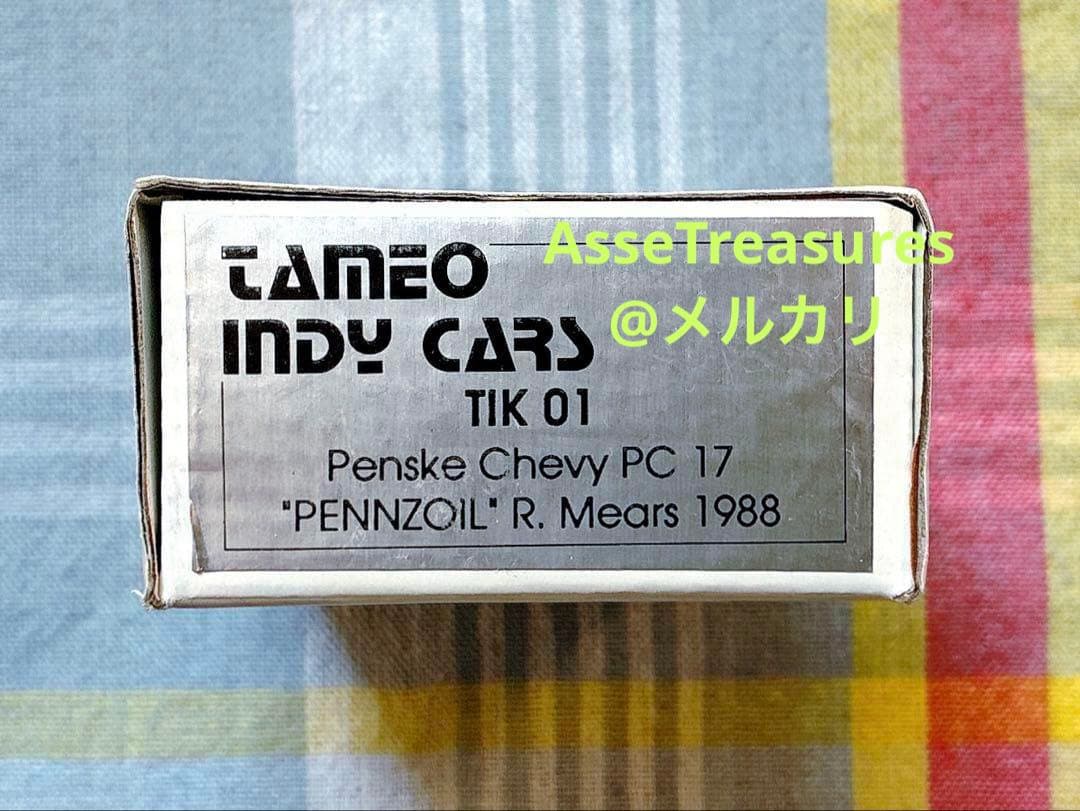 AsseTreasures
@メルカリ
TAMEO
INDY CARS
TIK 01
Penske Chevy PC 17
"PENNZOIL" R. Mears 1988